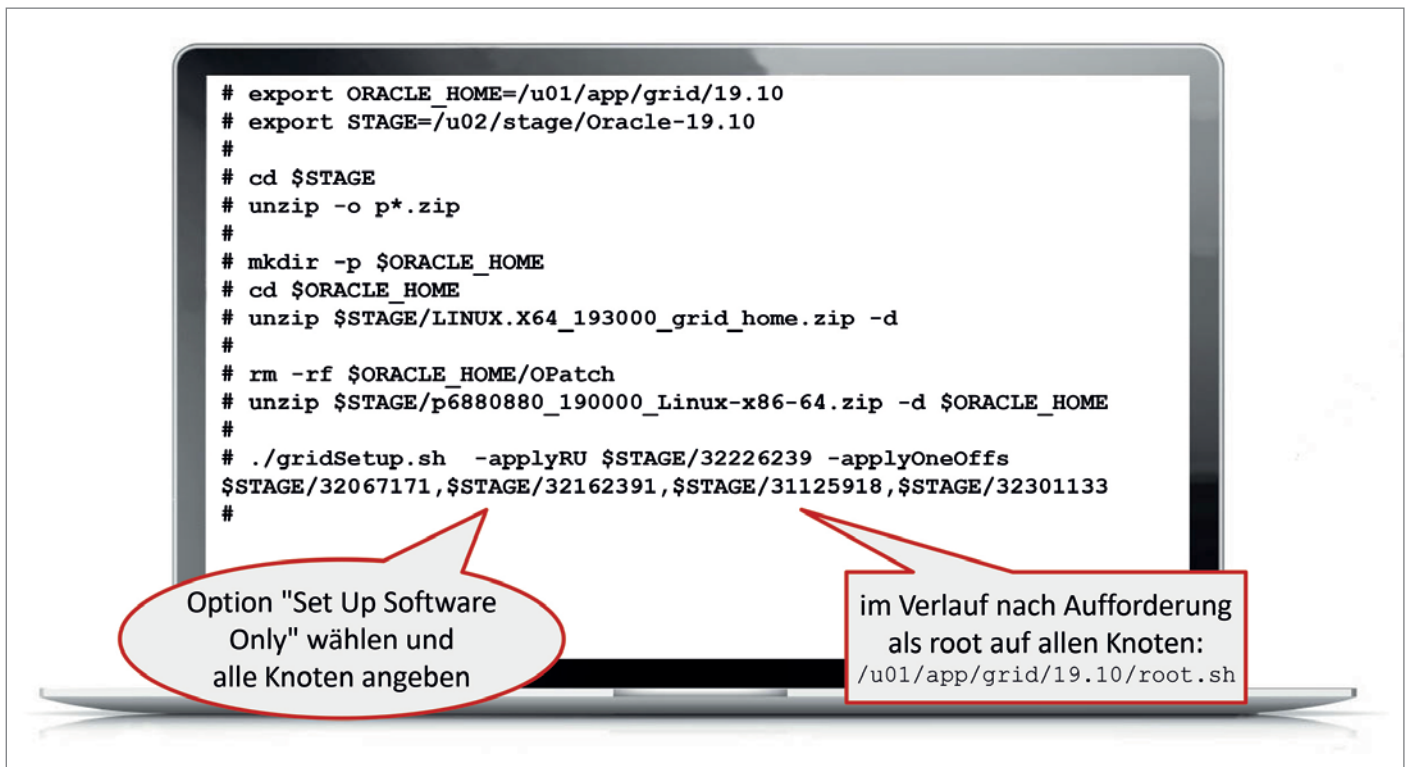 # export ORACLE_HOME=/u01/app/grid/19.10
# export STAGE=/u02/stage/Oracle-19.10
#
# cd $STAGE
# unzip -o p*.zip
#
# mkdir -p $ORACLE_HOME
# cd $ORACLE_HOME
# unzip $STAGE/LINUX.X64_193000_grid_home.zip -d
#
# rm -rf $ORACLE_HOME/OPatch
# unzip $STAGE/p6880880_190000_Linux-x86-64.zip -d $ORACLE_HOME
#
# ./gridSetup.sh  -applyRU $STAGE/32226239 -applyOneOffs
$STAGE/32067171,$STAGE/32162391,$STAGE/31125918,$STAGE/32301133
#
Option "Set Up Software
Only" wählen und
alle Knoten angeben
im Verlauf nach Aufforderung
als root auf allen Knoten:
/u01/app/grid/19.10/root.sh